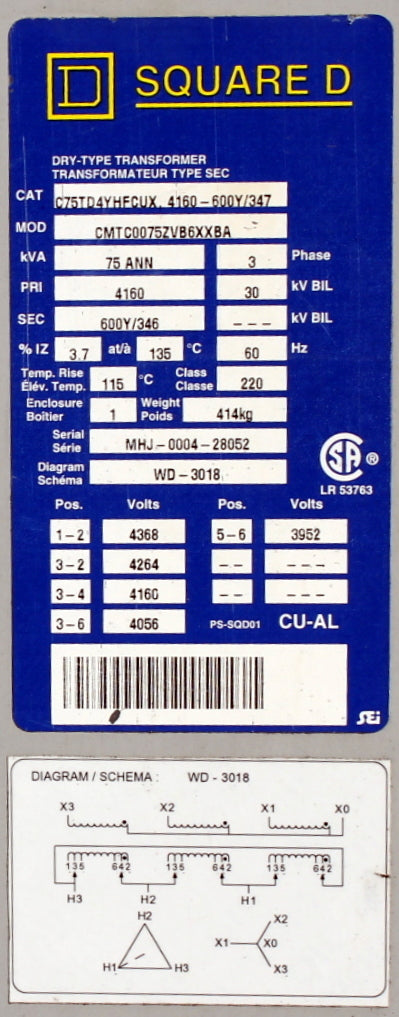 SQUARE D
DRY-TYPE TRANSFORMER
TRANSFORMATEUR TYPE SEC
CAT C75TD4YHFCUX, 4160-600Y/347
MOD CMTC0075ZVB6XXBA
kVA 75 ANN 3 Phase
PRI 4160 30 kV BIL
SEC 600Y/346 --- kV BIL
% IZ 3.7 at/à 135 °C 60 Hz
Temp. Rise Class
Élév. Temp. 115 °C Classe 220
Enclosure Weight
Boîtier 1 Poids 414kg
Serial
Série MHJ-0004-28052
Diagram
Schéma WD-3018
SA ®
LR 53763
Pos. Volts Pos. Volts
1-2 4368 5-6 3952
3-2 4264 -- ---
3-4 4160 -- ---
3-6 4056 PS-SQD01 CU-AL
SEi
DIAGRAM / SCHEMA : WD - 3018
X3 X2 X1 X0
135 642 135 642 135 642
H3 H2 H1
H2 X2
X1 X0
H1 H3 X3